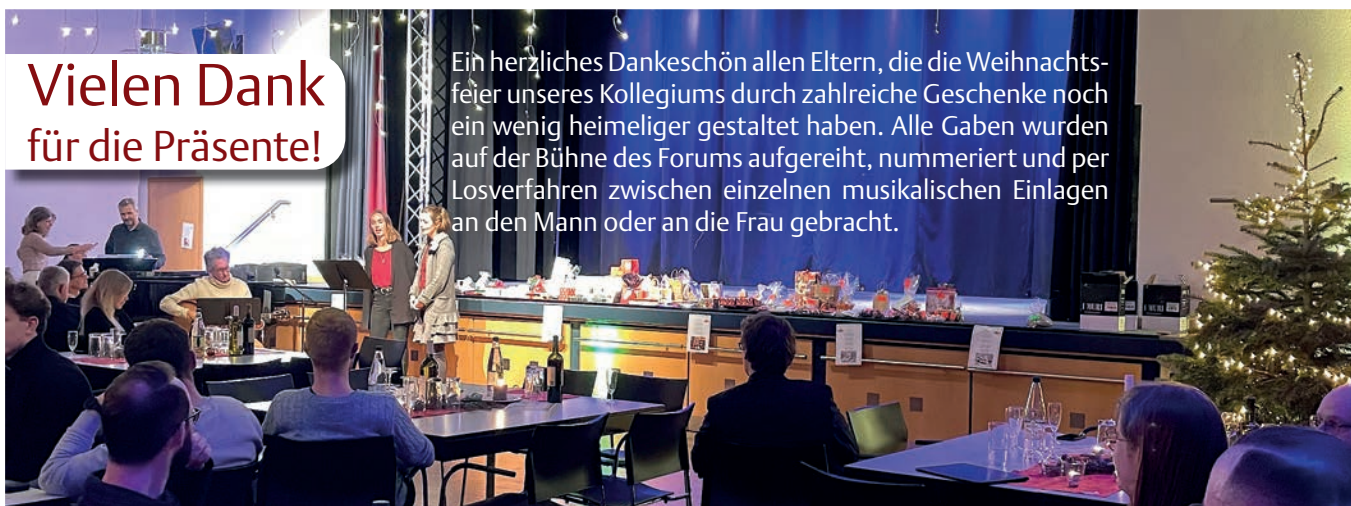 Vielen Dank
für die Präsente!
Ein herzliches Dankeschön allen Eltern, die die Weihnachts-
feier unseres Kollegiums durch zahlreiche Geschenke noch
ein wenig heimeliger gestaltet haben. Alle Gaben wurden
auf der Bühne des Forums aufgereiht, nummeriert und per
Losverfahren zwischen einzelnen musikalischen Einlagen
an den Mann oder an die Frau gebracht.